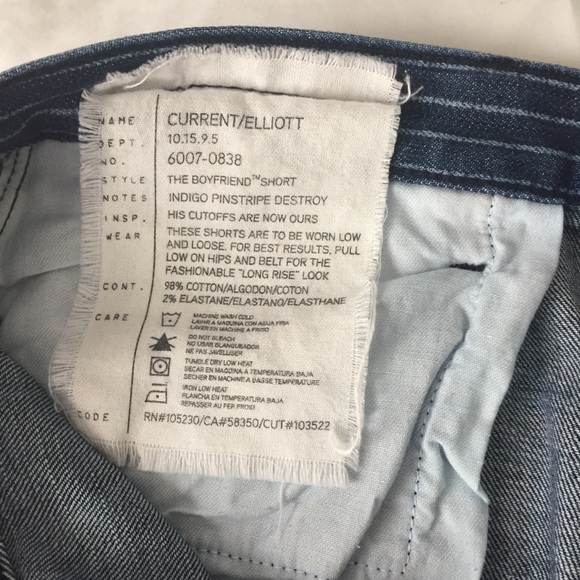 NAME CURRENT/ELLIOTT
DEPT. 10.15.9.5
NO. 6007-0838
STYLE THE BOYFRIEND™SHORT
NOTES INDIGO PINSTRIPE DESTROY
INSP. HIS CUTOFFS ARE NOW OURS
WEAR THESE SHORTS ARE TO BE WORN LOW
AND LOOSE. FOR BEST RESULTS, PULL
LOW ON HIPS AND BELT FOR THE
FASHIONABLE "LONG RISE" LOOK
CONT. 98% COTTON/ALGODON/COTON
2% ELASTANE/ELASTANO/ELASTHANE
CARE MACHINE WASH COLD
LAVAR A MAQUINA CON AGUA FRIA
LAVER EN MACHINE A FROID
DO NOT BLEACH
NO USAR BLANQUEADOR
NE PAS JAVELLISER
TUMBLE DRY LOW HEAT
SECAR EN MAQUINA A TEMPERATURA BAJA
SECHER EN MACHINE A BASSE TEMPERATURE
IRON LOW HEAT
PLANCHA EN TEMPERATURA BAJA
REPASSER AU FER FROID
CODE RN#105230/CA#58350/CUT#103522